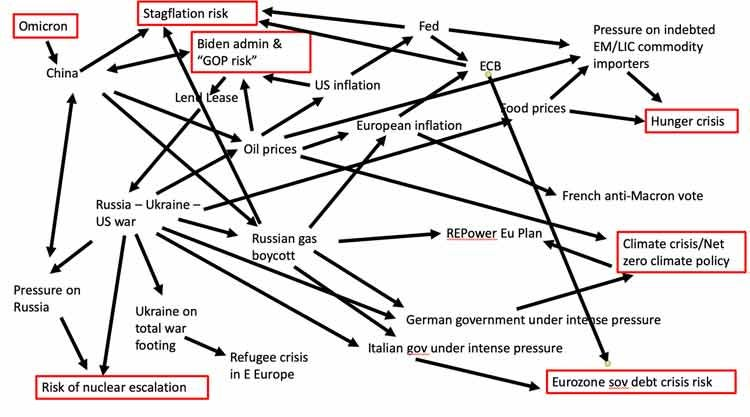 Omicron
Stagflation risk
Fed
Pressure on indebted
EM/LIC commodity
importers
Biden admin &
“GOP risk”
China
ECB
US inflation
Lend Lease
Food prices
Hunger crisis
European inflation
Oil prices
French anti-Macron vote
Russia – Ukraine –
US war
Russian gas
boycott
REPower Eu Plan
Climate crisis/Net
zero climate policy
Pressure on
Russia
Ukraine on
total war
footing
German government under intense pressure
Italian gov under intense pressure
Refugee crisis
in E Europe
Risk of nuclear escalation
Eurozone sov debt crisis risk